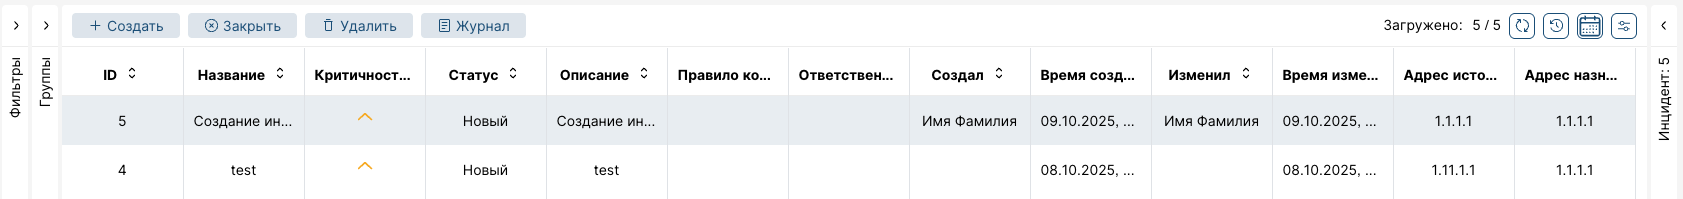 Фильтры
Группы
Создать Закрыть Удалить Журнал Загружено: 5 / 5
ID Название Критичност... Статус Описание Правило ко... Ответствен... Создал Время созд... Изменил Время изме... Адрес исто... Адрес назн...
5 Создание ин... Новый Создание ин... Имя Фамилия 09.10.2025, ... Имя Фамилия 09.10.2025, ... 1.1.1.1 1.1.1.1
4 test Новый test 08.10.2025, ... 08.10.2025, ... 1.11.1.1 1.1.1.1
Инцидент: 5